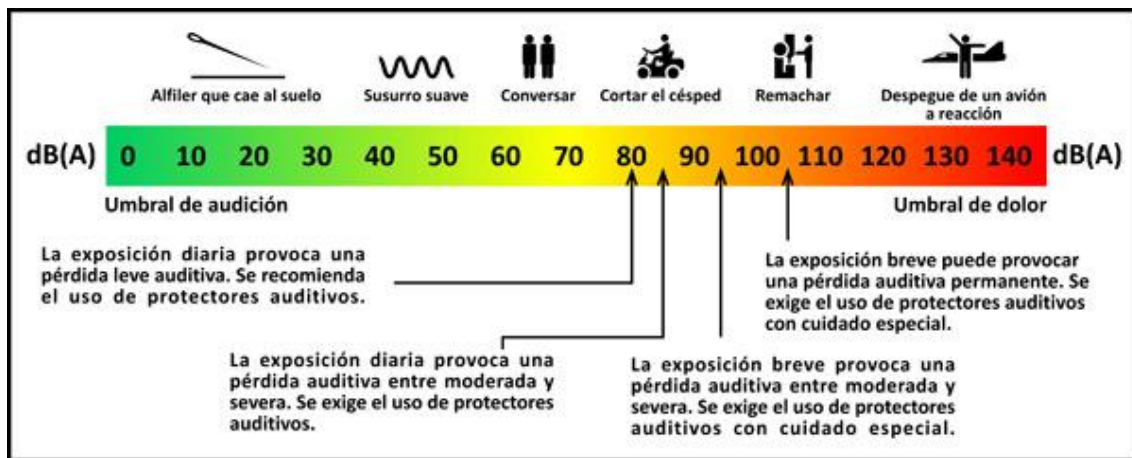 Alfiler que cae al suelo
Susurro suave
Conversar
Cortar el césped
Remachar
Despegue de un avión
a reacción
dB(A) 0 10 20 30 40 50 60 70 80 90 100 110 120 130 140 dB(A)
Umbral de audición
Umbral de dolor
La exposición diaria provoca una
pérdida leve auditiva. Se recomienda
el uso de protectores auditivos.
La exposición breve puede provocar
una pérdida auditiva permanente. Se
exige el uso de protectores auditivos
con cuidado especial.
La exposición diaria provoca una
pérdida auditiva entre moderada y
severa. Se exige el uso de protectores
auditivos.
La exposición breve provoca una
pérdida auditiva entre moderada y
severa. Se exige el uso de protectores
auditivos con cuidado especial.